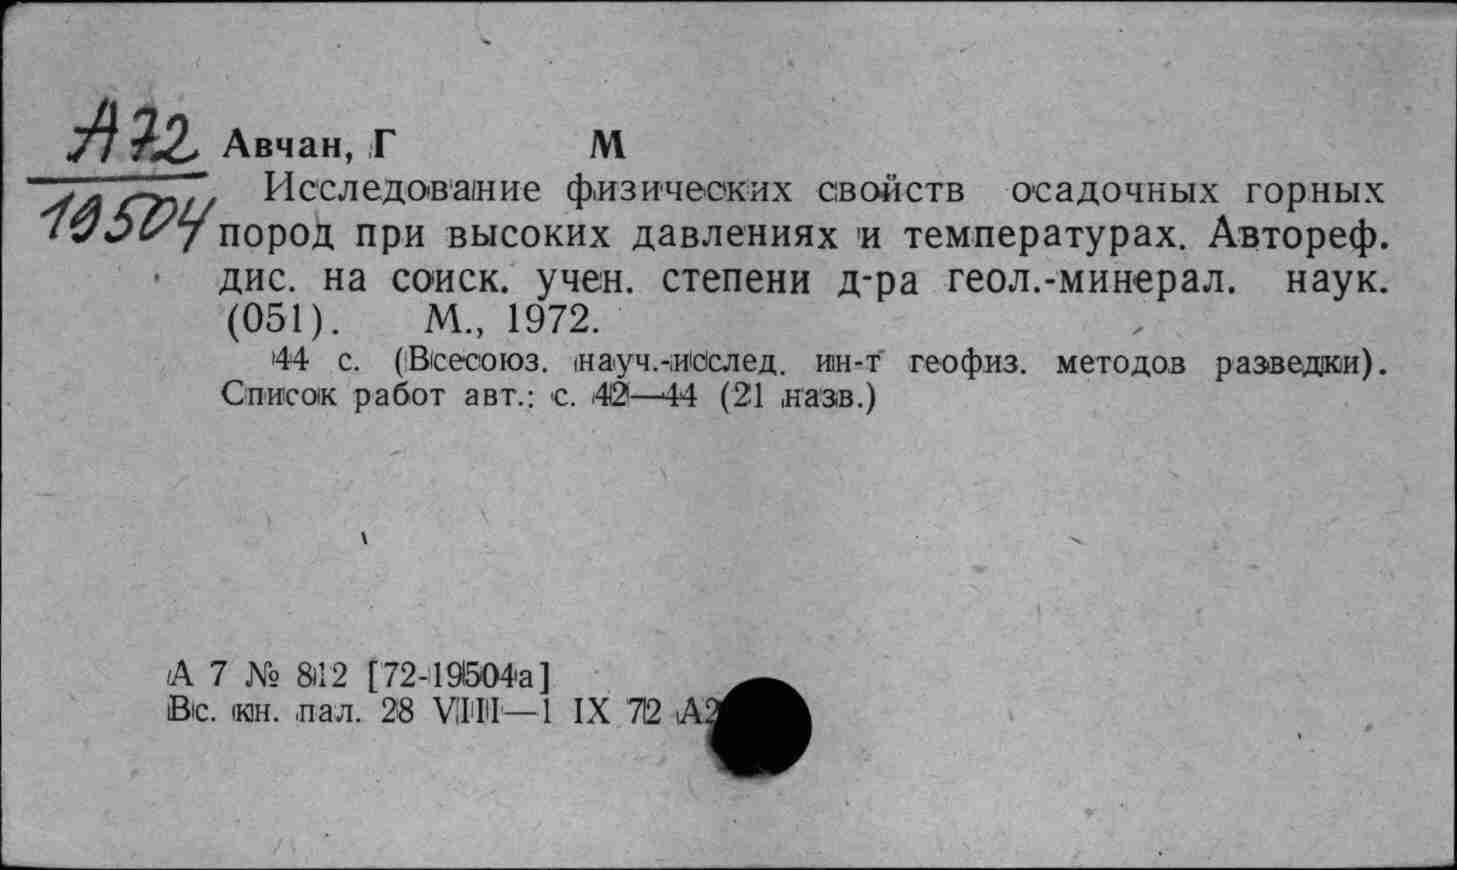 А72 Авчан, Г М
19504
Исследование физических свойств осадочных горных
пород при высоких давлениях и температурах. Автореф.
дис. на соиск. учен. степени д-ра геол.-минерал. наук.
(051). М., 1972.
44 с. (Всесоюз. науч.-исслед. ин-т геофиз. методов разведки).
Список работ авт.: с. 42—44 (21 назв.)
А 7 № 812 [72-19504а]
Вс. кн. пал. 28 VIII—1 IX 72 А2